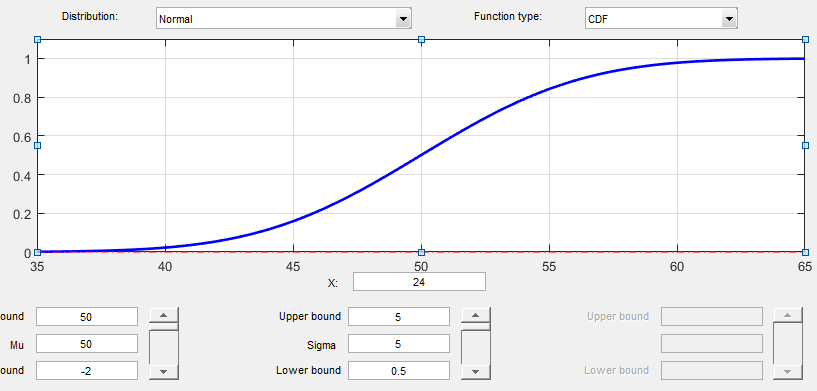 Distribution: Normal Function type: CDF
1
0.8
0.6
0.4
0.2
0
35 40 45 50 55 60 65
X: 24
ound 50 Upper bound 5 Upper bound
Mu 50 Sigma 5
ound -2 Lower bound 0.5 Lower bound